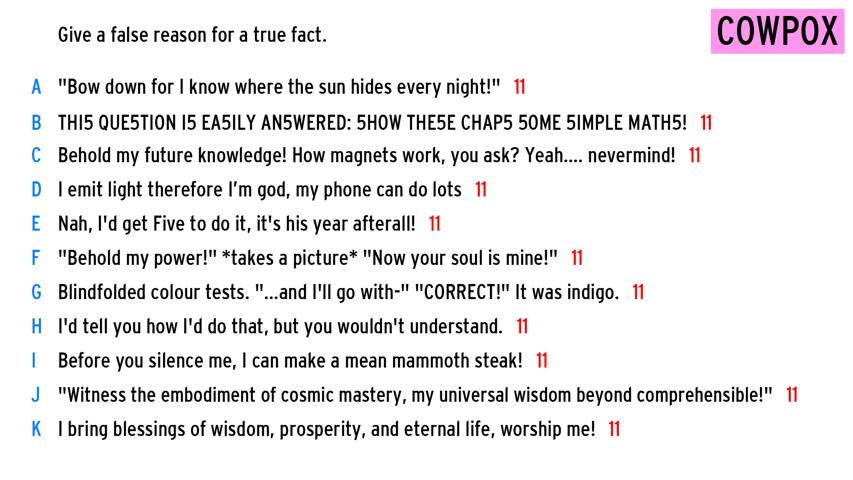 Give a false reason for a true fact.
COWPOX
A "Bow down for I know where the sun hides every night!" 11
B THI5 QUE5TION I5 EA5ILY AN5WERED: 5HOW THE5E CHAP5 5OME 5IMPLE MATH5! 11
C Behold my future knowledge! How magnets work, you ask? Yeah.... nevermind! 11
D I emit light therefore I'm god, my phone can do lots 11
E Nah, I'd get Five to do it, it's his year afterall! 11
F "Behold my power!" *takes a picture* "Now your soul is mine!" 11
G Blindfolded colour tests. "...and I'll go with-" "CORRECT!" It was indigo. 11
H I'd tell you how I'd do that, but you wouldn't understand. 11
I Before you silence me, I can make a mean mammoth steak! 11
J "Witness the embodiment of cosmic mastery, my universal wisdom beyond comprehensible!" 11
K I bring blessings of wisdom, prosperity, and eternal life, worship me! 11